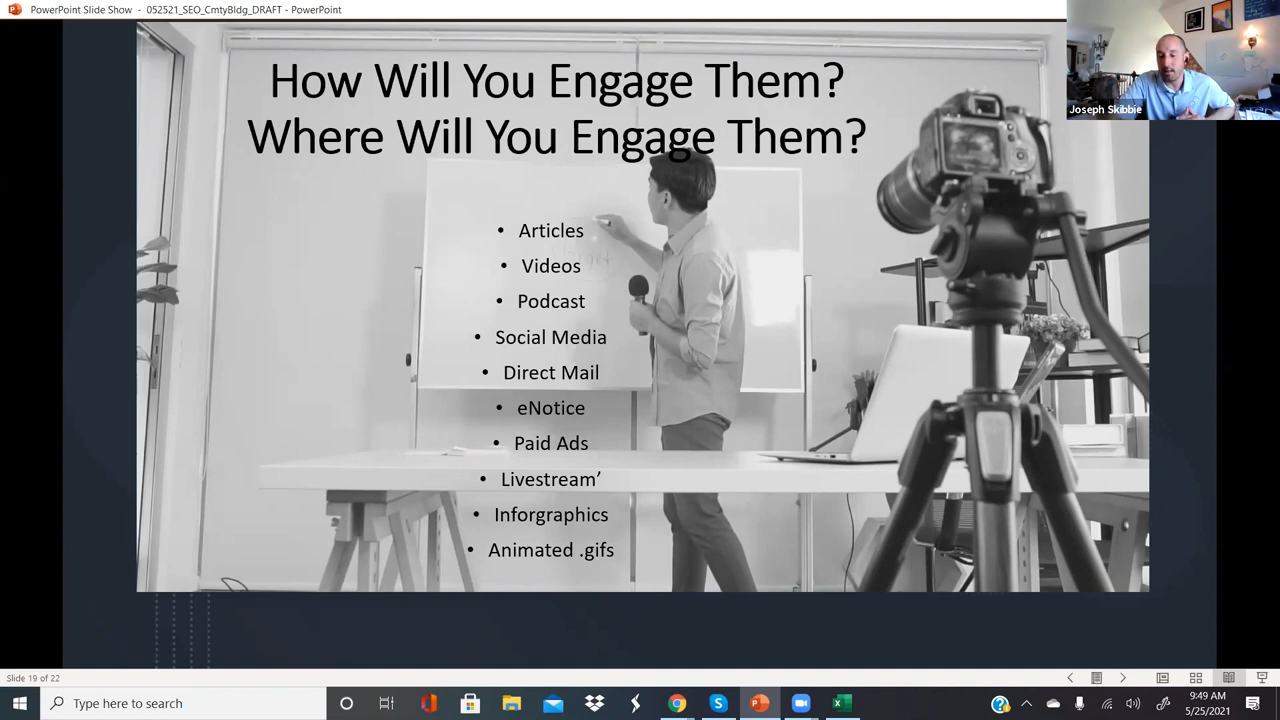 PowerPoint Slide Show - 052521_SEO_CmtyBldg_DRAFT - PowerPoint
Joseph Skibbie
How Will You Engage Them?
Where Will You Engage Them?
• Articles
• Videos
• Podcast
• Social Media
• Direct Mail
• eNotice
• Paid Ads
• Livestream’
• Inforgraphics
• Animated .gifs
Slide 19 of 22
Type here to search
9:49 AM
5/25/2021